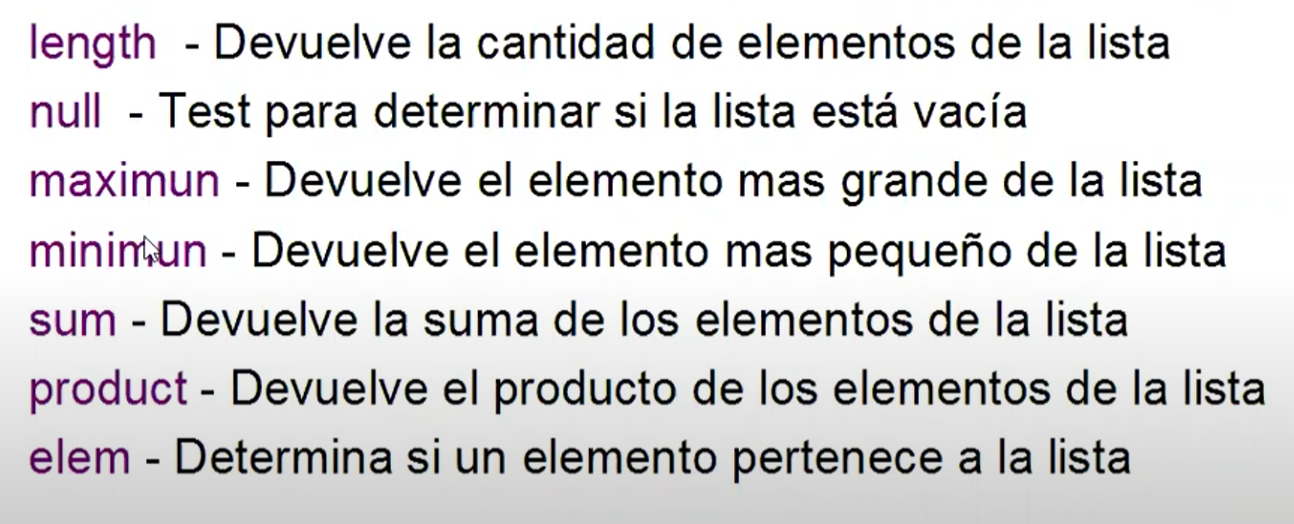 length - Devuelve la cantidad de elementos de la lista
null - Test para determinar si la lista está vacía
maximun - Devuelve el elemento mas grande de la lista
minimun - Devuelve el elemento mas pequeño de la lista
sum - Devuelve la suma de los elementos de la lista
product - Devuelve el producto de los elementos de la lista
elem - Determina si un elemento pertenece a la lista